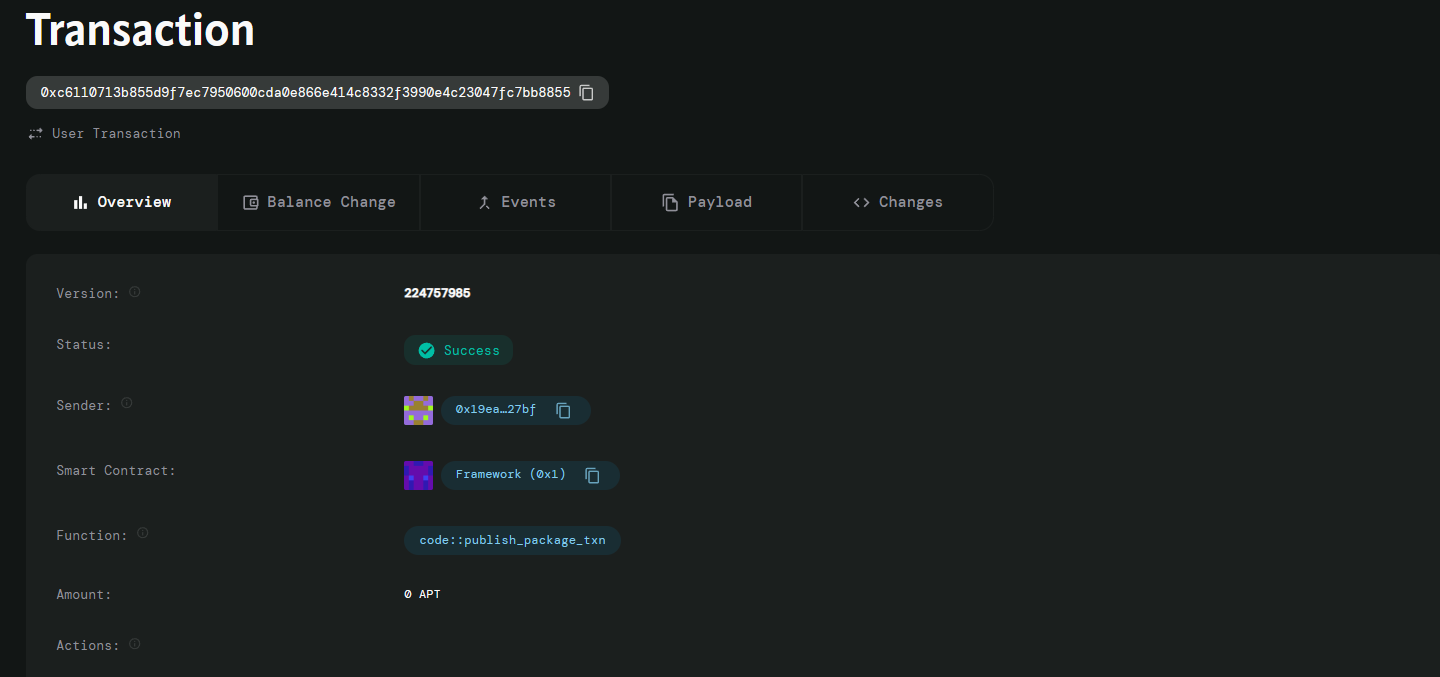 Transaction
0xc6110713b855d9f7ec7950600cda0e866e414c8332f3990e4c23047fc7bb8855
User Transaction
Overview Balance Change Events Payload Changes
Version: 224757985
Status: Success
Sender: 0x19ea…27bf
Smart Contract: Framework (0x1)
Function: code::publish_package_txn
Amount: 0 APT
Actions: